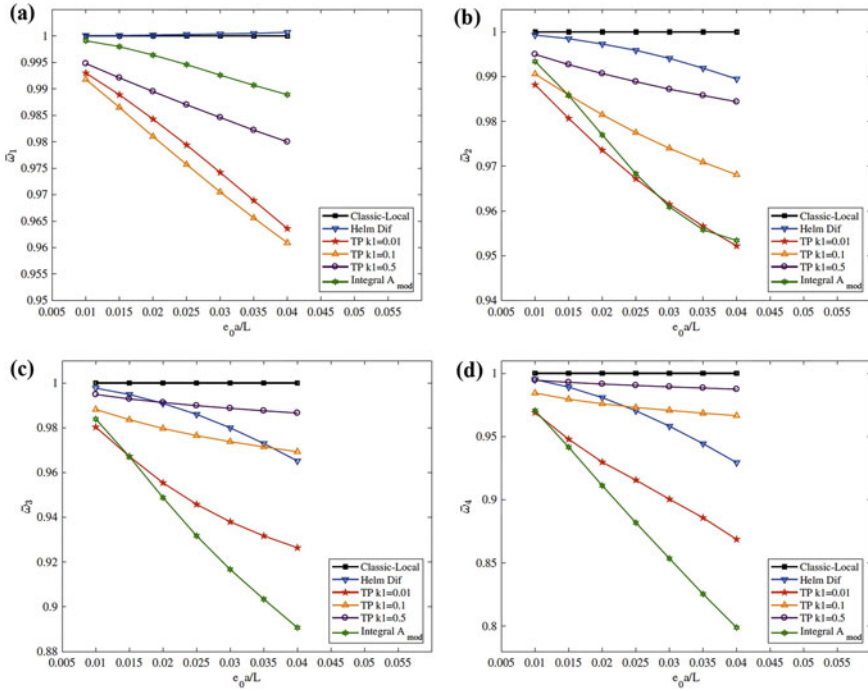 (a)
1
0.995
0.99
0.985
0.98
0.975
0.97
0.965
0.96
0.955
0.95
ω̄1
0.005 0.01 0.015 0.02 0.025 0.03 0.035 0.04 0.045 0.05 0.055
e0a/L
Classic-Local
Helm Dif
TP k1=0.01
TP k1=0.1
TP k1=0.5
Integral A mod
(b)
1
0.99
0.98
0.97
0.96
0.95
0.94
ω̄2
0.005 0.01 0.015 0.02 0.025 0.03 0.035 0.04 0.045 0.05 0.055
e0a/L
Classic-Local
Helm Dif
TP k1=0.01
TP k1=0.1
TP k1=0.5
Integral A mod
(c)
1
0.98
0.96
0.94
0.92
0.9
0.88
ω̄3
0.005 0.01 0.015 0.02 0.025 0.03 0.035 0.04 0.045 0.05 0.055
e0a/L
Classic-Local
Helm Dif
TP k1=0.01
TP k1=0.1
TP k1=0.5
Integral A mod
(d)
1
0.95
0.9
0.85
0.8
ω̄4
0.005 0.01 0.015 0.02 0.025 0.03 0.035 0.04 0.045 0.05 0.055
e0a/L
Classic-Local
Helm Dif
TP k1=0.01
TP k1=0.1
TP k1=0.5
Integral A mod